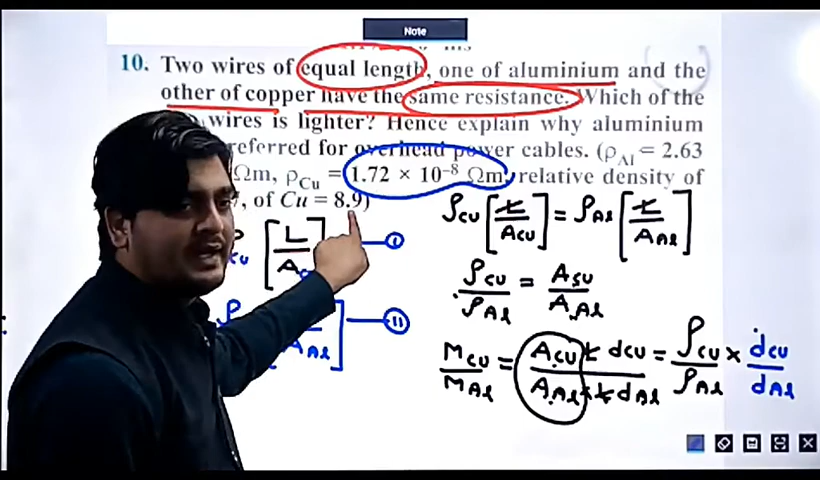 Note
10. Two wires of equal length, one of aluminium and the
other of copper have the same resistance. Which of the
wires is lighter? Hence explain why aluminium
referred for overhead power cables. (ρAl = 2.63
Ωm, ρCu = 1.72 × 10⁻⁸ Ωm, relative density of
of Cu = 8.9)
ρCu [ℓ/ACu] = ρAl [ℓ/AAl]
[L/A] —(I)
ρCu/ρAl = ACu/AAl
AAl] —(II)
MCu/MAl = ACu ℓ dCu/AAl × ℓ dAl = ρCu/ρAl × dCu/dAl